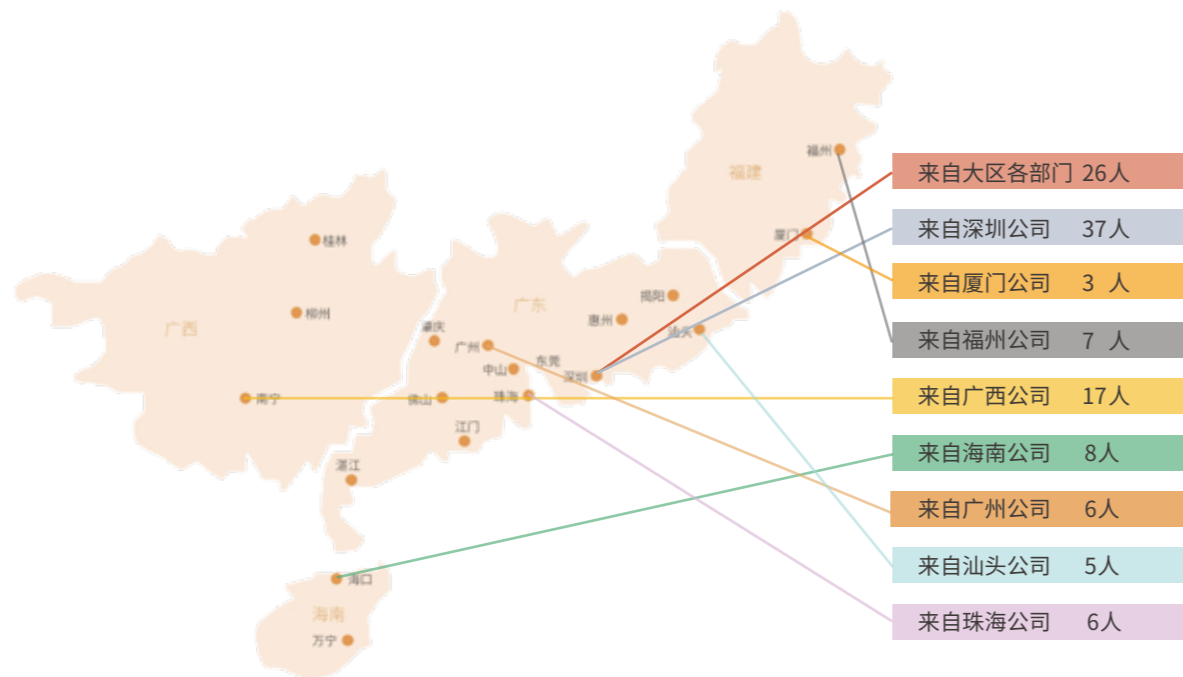 福州
来自大区各部门 26人
福建
来自深圳公司 37人
厦门
桂林
来自厦门公司 3 人
揭阳
广东
柳州
惠州
广西
肇庆
汕头
来自福州公司 7 人
广州
东莞
中山
深圳
南宁
佛山
珠海
来自广西公司 17人
江门
来自海南公司 8人
湛江
来自广州公司 6人
来自汕头公司 5人
海口
海南
来自珠海公司 6人
万宁